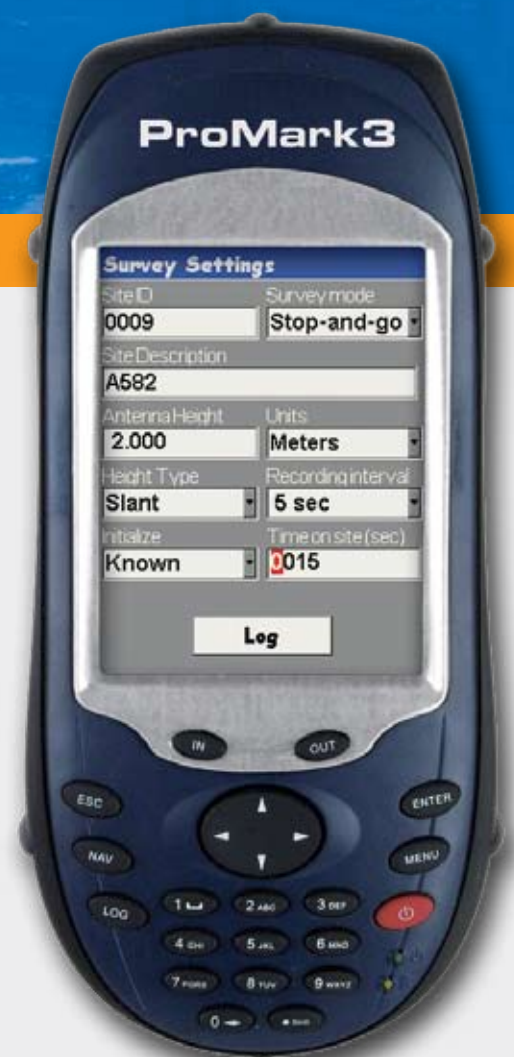 ProMark3
Survey Settings
Site ID Survey mode
0009 Stop-and-go
Site Description
A582
Antenna Height Units
2.000 Meters
Height Type Recording interval
Slant 5 sec
Initialize Time on site (sec)
Known 0015
Log
IN OUT
ESC ENTER
NAV MENU
LOG
1 2 ABC 3 DEF
4 GHI 5 JKL 6 MNO
7 PQRS 8 TUV 9 WXYZ
0